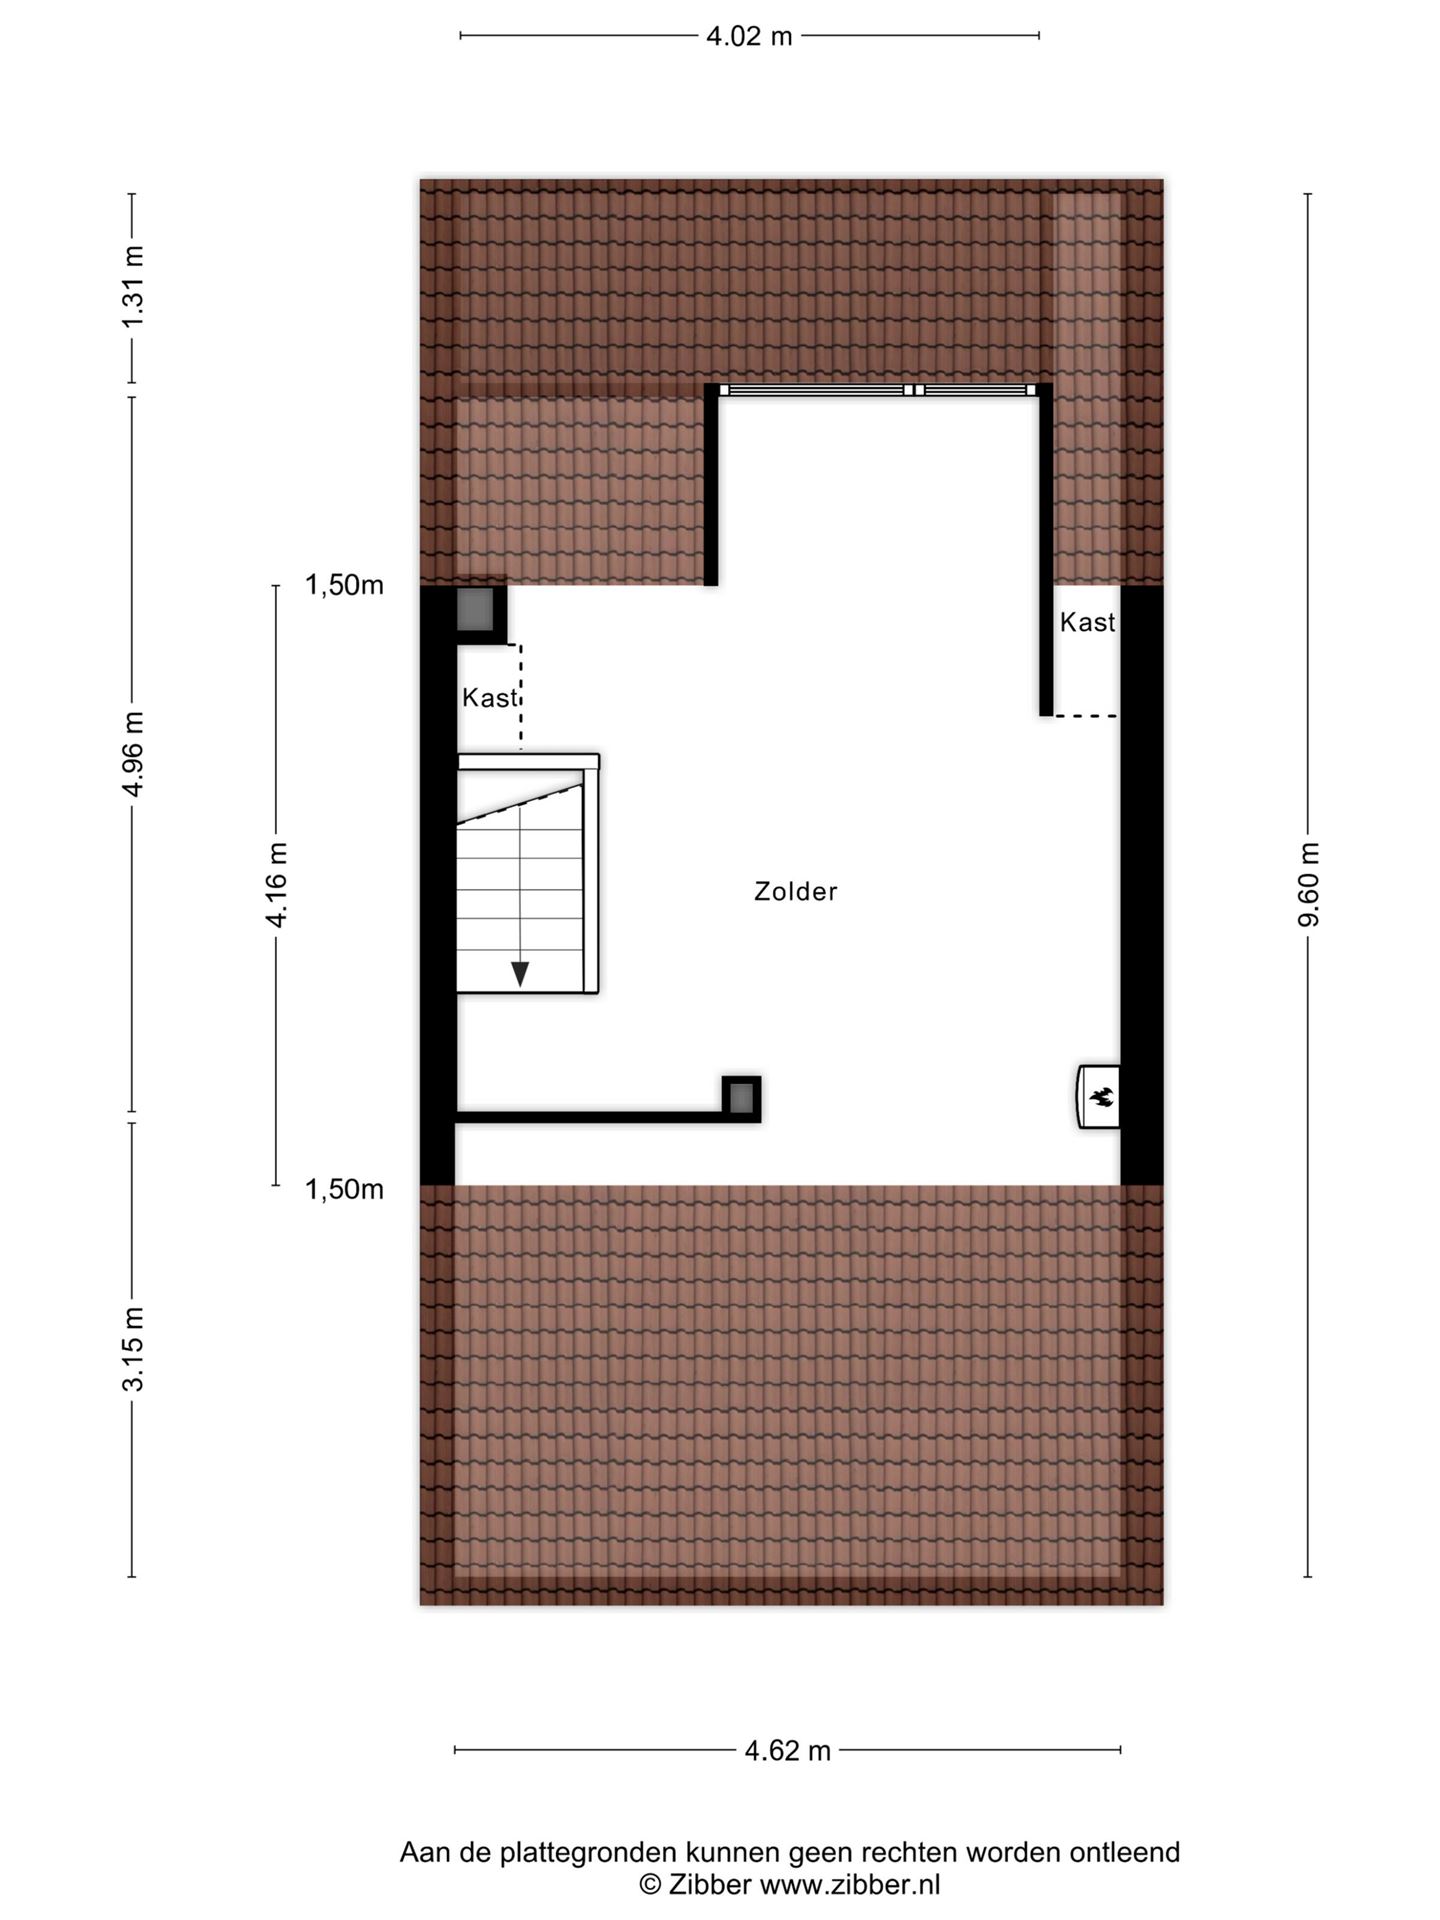 4.02 m
1.31 m
1,50m
Kast
Kast
4.96 m
4.16 m
Zolder
9.60 m
1,50m
3.15 m
4.62 m
Aan de plattegronden kunnen geen rechten worden ontleend
© Zibber www.zibber.nl